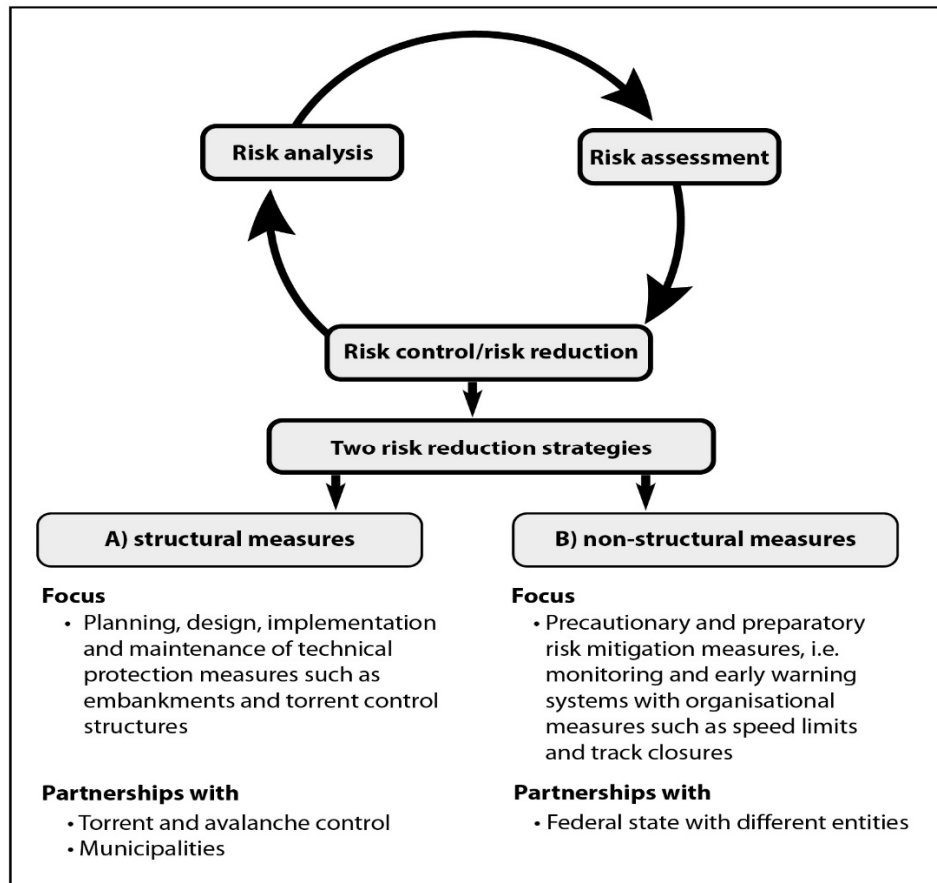 Risk analysis
Risk assessment
Risk control/risk reduction
Two risk reduction strategies
A) structural measures
Focus
• Planning, design, implementation
and maintenance of technical
protection measures such as
embankments and torrent control
structures
Partnerships with
• Torrent and avalanche control
• Municipalities
B) non-structural measures
Focus
• Precautionary and preparatory
risk mitigation measures, i.e.
monitoring and early warning
systems with organisational
measures such as speed limits
and track closures
Partnerships with
• Federal state with different entities